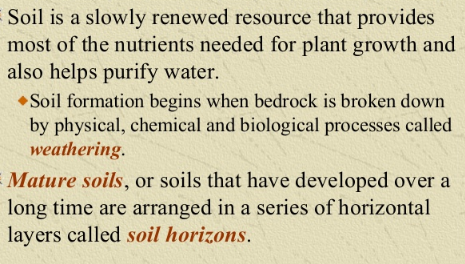 Soil is a slowly renewed resource that provides
most of the nutrients needed for plant growth and
also helps purify water.
Soil formation begins when bedrock is broken down
by physical, chemical and biological processes called
weathering.
Mature soils, or soils that have developed over a
long time are arranged in a series of horizontal
layers called soil horizons.